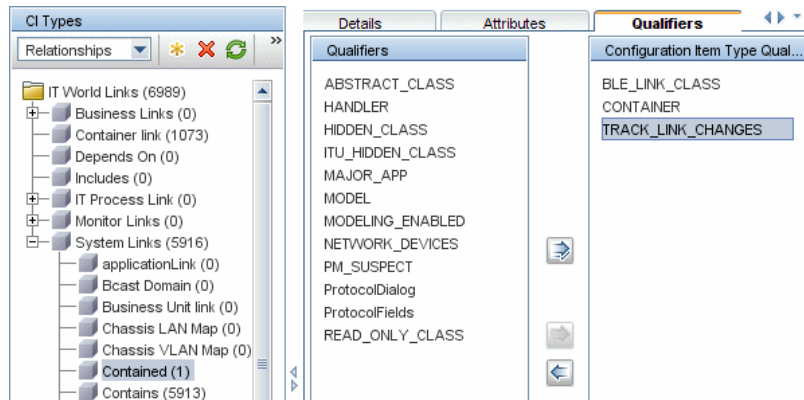 CI Types
Relationships
»
IT World Links (6989)
Business Links (0)
Container link (1073)
Depends On (0)
Includes (0)
IT Process Link (0)
Monitor Links (0)
System Links (5916)
applicationLink (0)
Bcast Domain (0)
Business Unit link (0)
Chassis LAN Map (0)
Chassis VLAN Map (0)
Contained (1)
Contains (5913)
Details
Attributes
Qualifiers
Qualifiers
ABSTRACT_CLASS
HANDLER
HIDDEN_CLASS
ITU_HIDDEN_CLASS
MAJOR_APP
MODEL
MODELING_ENABLED
NETWORK_DEVICES
PM_SUSPECT
ProtocolDialog
ProtocolFields
READ_ONLY_CLASS
Configuration Item Type Qual...
BLE_LINK_CLASS
CONTAINER
TRACK_LINK_CHANGES